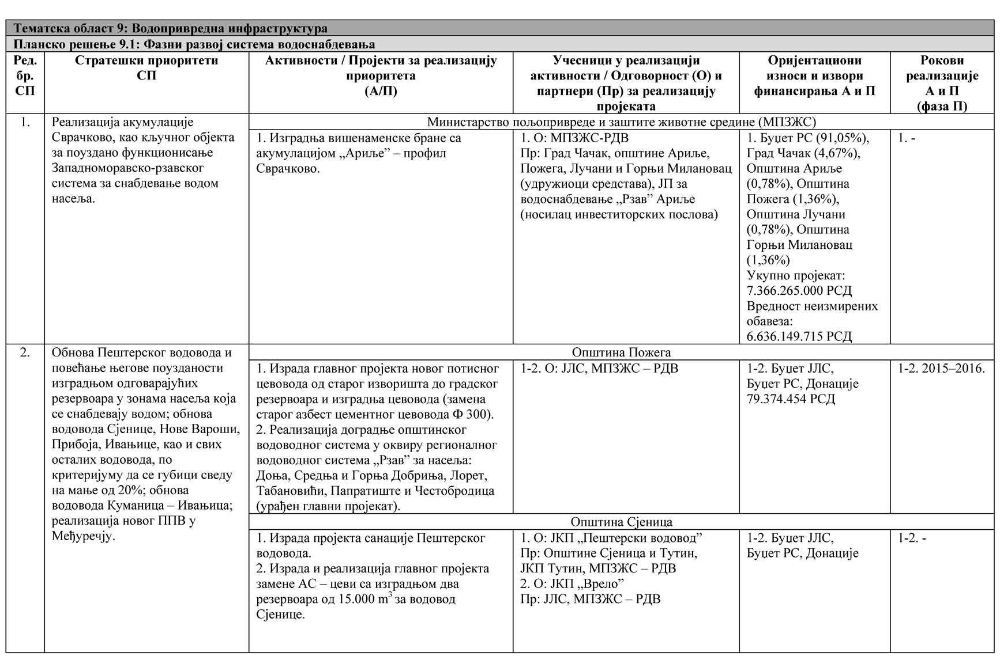 Тематска област 9: Водопривредна инфраструктура
Планско решење 9.1: Фазни развој система водоснабдевања
Ред.
бр.
СП
Стратешки приоритети
СП
Активности / Пројекти за реализацију
приоритета
(А/П)
Учесници у реализацији
активности / Одговорност (О) и
партнери (Пр) за реализацију
пројеката
Оријентациони
износи и извори
финансирања А и П
Рокови
реализације
А и П
(фаза П)
1.
Реализација акумулације
Сврачково, као кључног објекта
за поуздано функционисање
Западноморавско-рзавског
система за снабдевање водом
насеља.
Министарство пољопривреде и заштите животне средине (МПЗЖС)
1. Изградња вишенаменске бране са
акумулацијом „Ариље” – профил
Сврачково.
1. О: МПЗЖС-РДВ
Пр: Град Чачак, општине Ариље,
Пожега, Лучани и Горњи Милановац
(удружиоци средстава), ЈП за
водоснабдевање „Рзав” Ариље
(носилац инвеститорских послова)
1. Буџет РС (91,05%),
Град Чачак (4,67%),
Општина Ариље
(0,78%), Општина
Пожега (1,36%),
Општина Лучани
(0,78%), Општина
Горњи Милановац
(1,36%)
Укупно пројекат:
7.366.265.000 РСД
Вредност неизмирених
обавеза:
6.636.149.715 РСД
1. -
2.
Обнова Пештерског водовода и
повећање његове поузданости
изградњом одговарајућих
резервоара у зонама насеља која
се снабдевају водом; обнова
водовода Сјенице, Нове Вароши,
Прибоја, Ивањице, као и свих
осталих водовода, по
критеријуму да се губици сведу
на мање од 20%; обнова
водовода Куманица – Ивањица;
реализација новог ППВ у
Међуречју.
Општина Пожега
1. Израда главног пројекта новог потисног
цевовода од старог изворишта до градског
резервоара и изградња цевовода (замена
старог азбест цементног цевовода Ф 300).
2. Реализација доградње општинског
водоводног система у оквиру регионалног
водоводног система „Рзав” за насеља:
Доња, Средња и Горња Добриња, Лорет,
Табановићи, Папратиште и Честобродица
(урађен главни пројекат).
1-2. О: ЈЛС, МПЗЖС – РДВ
1-2. Буџет ЈЛС,
Буџет РС, Донације
79.374.454 РСД
1-2. 2015–2016.
Општина Сјеница
1. Израда пројекта санације Пештерског
водовода.
2. Израда и реализација главног пројекта
замене АС – цеви са изградњом два
резервоара од 15.000 m³ за водовод
Сјенице.
1. О: ЈКП „Пештерски водовод”
Пр: Општине Сјеница и Тутин,
ЈКП Тутин, МПЗЖС – РДВ
2. О: ЈКП „Врело”
Пр: ЈЛС, МПЗЖС – РДВ
1-2. Буџет ЈЛС,
Буџет РС, Донације
1-2. -